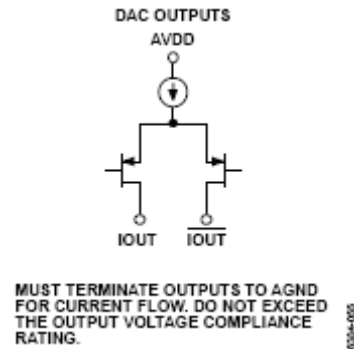 DAC OUTPUTS
AVDD
IOUT IOUT
MUST TERMINATE OUTPUTS TO AGND
FOR CURRENT FLOW. DO NOT EXCEED
THE OUTPUT VOLTAGE COMPLIANCE
RATING.